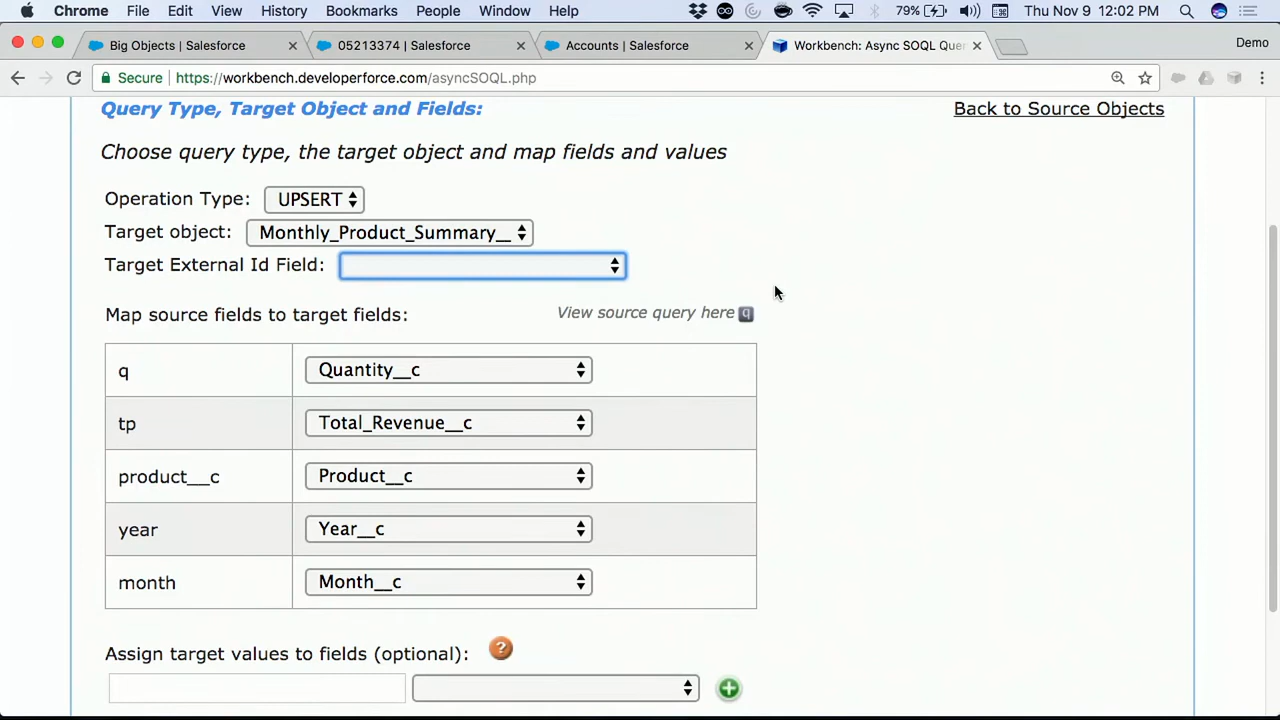 Chrome File Edit View History Bookmarks People Window Help 79% Thu Nov 9 12:02 PM
Big Objects | Salesforce × 05213374 | Salesforce × Accounts | Salesforce × Workbench: Async SOQL Quer × Demo
Secure https://workbench.developerforce.com/asyncSOQL.php
Query Type, Target Object and Fields: Back to Source Objects
Choose query type, the target object and map fields and values
Operation Type: UPSERT
Target object: Monthly_Product_Summary__
Target External Id Field:
Map source fields to target fields: View source query here q
q Quantity__c
tp Total_Revenue__c
product__c Product__c
year Year__c
month Month__c
Assign target values to fields (optional): ?